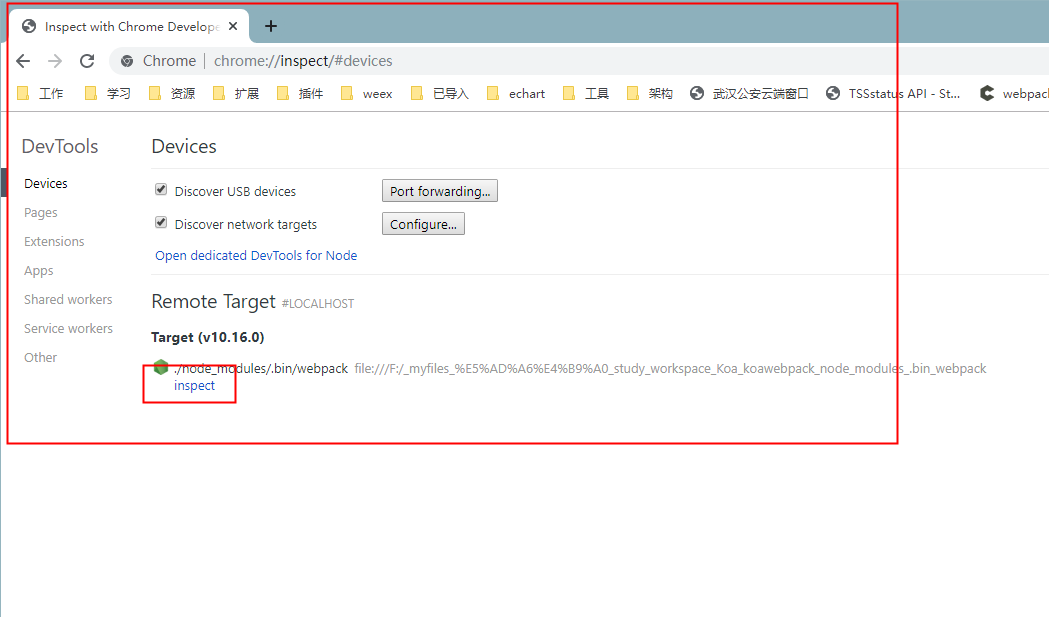 Inspect with Chrome Develope
Chrome | chrome://inspect/#devices
工作 学习 资源 扩展 插件 weex 已导入 echart 工具 架构 武汉公安云端窗口 TSSstatus API - St... webpack
DevTools
Devices
Devices
Pages
Extensions
Apps
Shared workers
Service workers
Other
Discover USB devices Port forwarding...
Discover network targets Configure...
Open dedicated DevTools for Node
Remote Target #LOCALHOST
Target (v10.16.0)
./node_modules/.bin/webpack file:///F:/_myfiles_%E5%AD%A6%E4%B9%A0_study_workspace_Koa_koawebpack_node_modules_.bin_webpack
inspect